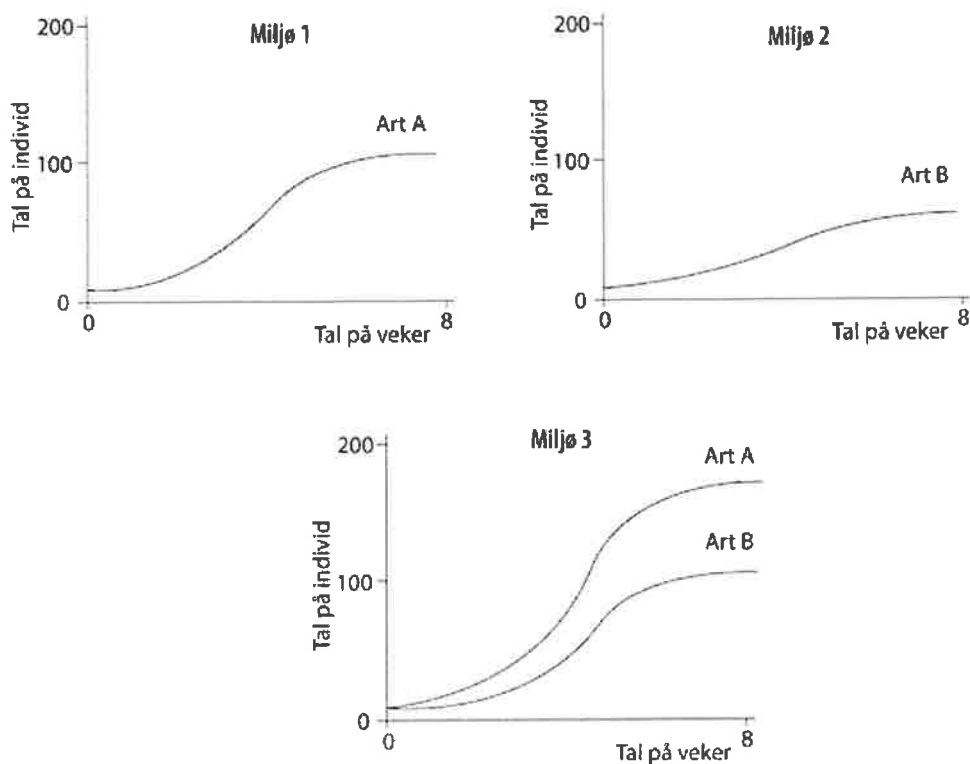 Miljø 1
200
100
0
Tal på individ
Art A
0
8
Tal på veker
Miljø 2
200
100
0
Tal på individ
Art B
0
8
Tal på veker
Miljø 3
200
100
0
Tal på individ
Art A
Art B
0
8
Tal på veker